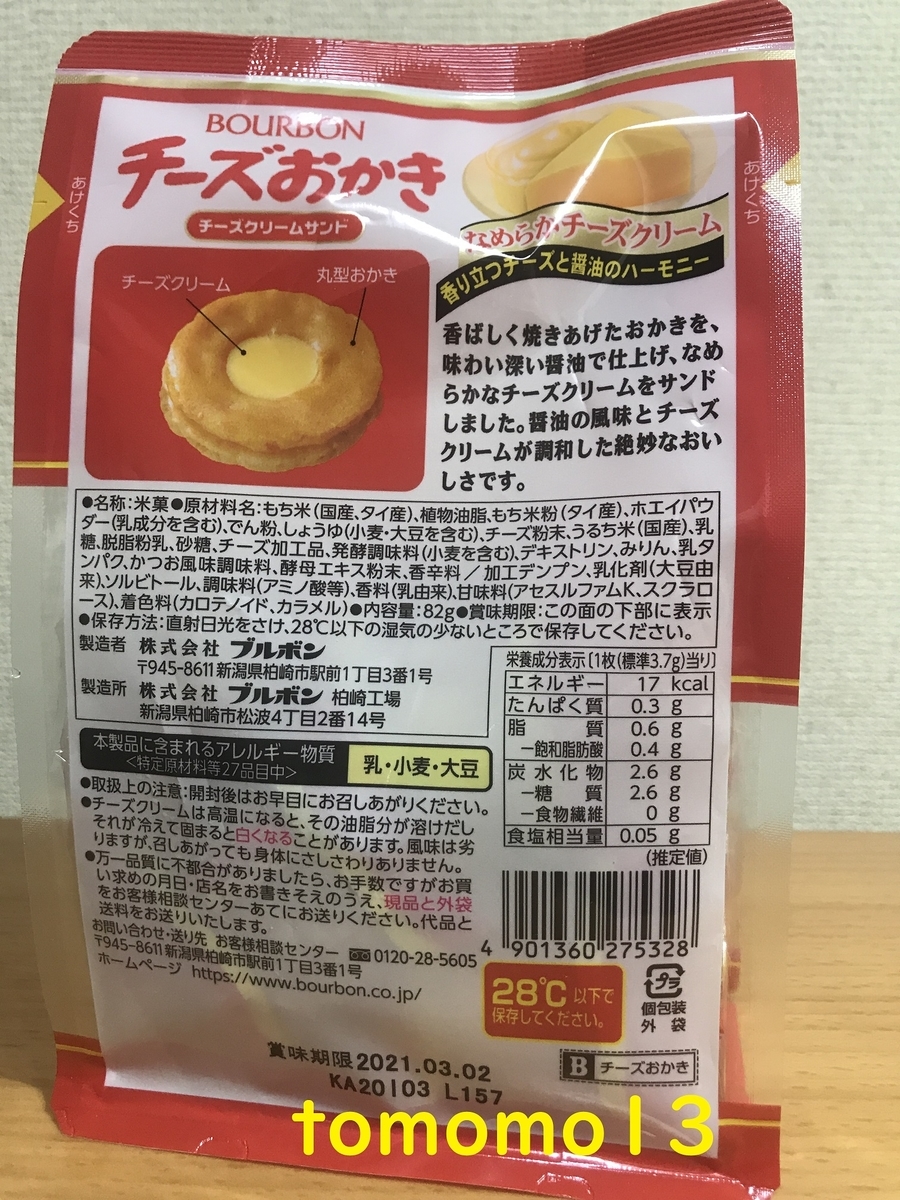 BOURBON
チーズおかき
チーズクリームサンド
あけくち
あけくち
なめらかチーズクリーム
香り立つチーズと醤油のハーモニー
チーズクリーム
丸型おかき
香ばしく焼きあげたおかきを、
味わい深い醤油で仕上げ、なめ
らかなチーズクリームをサンド
しました。醤油の風味とチーズ
クリームが調和した絶妙なおい
しさです。
●名称:米菓●原材料名:もち米(国産、タイ産)、植物油脂、もち米粉(タイ産)、ホエイパウ
ダー(乳成分を含む)、でん粉、しょうゆ(小麦・大豆を含む)、チーズ粉末、うるち米(国産)、乳
糖、脱脂粉乳、砂糖、チーズ加工品、発酵調味料(小麦を含む)、デキストリン、みりん、乳タ
ンパク、かつお風味調味料、酵母エキス粉末、香辛料/加工デンプン、乳化剤(大豆由
来)、ソルビトール、調味料(アミノ酸等)、香料(乳由来)、甘味料(アセスルファムK、スクラロ
ース)、着色料(カロテノイド、カラメル)●内容量:82g●賞味期限:この面の下部に表示
●保存方法:直射日光をさけ、28℃以下の湿気の少ないところで保存してください。
製造者 株式会社 ブルボン
〒945-8611 新潟県柏崎市駅前1丁目3番1号
製造所 株式会社 ブルボン 柏崎工場
新潟県柏崎市松波4丁目2番14号
栄養成分表示〔1枚(標準3.7g)当り〕
エネルギー 17 kcal
たんぱく質 0.3 g
脂質 0.6 g
-飽和脂肪酸 0.4 g
炭水化物 2.6 g
-糖質 2.6 g
-食物繊維 0 g
食塩相当量 0.05 g
(推定値)
本製品に含まれるアレルギー物質
<特定原材料等27品目中>
乳・小麦・大豆
●取扱上の注意:開封後はお早目にお召しあがりください。
●チーズクリームは高温になると、その油脂分が溶けだし
それが冷えて固まると白くなることがあります。風味は劣
りますが、召しあがっても身体にさしさわりありません。
●万一品質に不都合がありましたら、お手数ですがお買
い求めの月日・店名をお書きそえのうえ、現品と外袋
をお客様相談センターあてにお送りください。代品と
送料をお送りいたします。
お問い合わせ・送り先 お客様相談センター 0120-28-5605
〒945-8611 新潟県柏崎市駅前1丁目3番1号
ホームページ https://www.bourbon.co.jp/
4 901360 275328
28℃以下で
保存してください。
プラ
個包装
外袋
賞味期限 2021.03.02
KA20103 L157
B チーズおかき
tomomo13